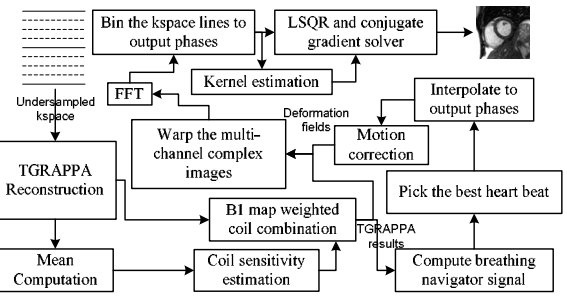 Bin the kspace lines to
output phases
LSQR and conjugate
gradient solver
Kernel estimation
FFT
Undersampled
kspace
Interpolate to
output phases
Deformation
fields
Warp the multi-
channel complex
images
Motion
correction
TGRAPPA
Reconstruction
Pick the best heart beat
B1 map weighted
coil combination
TGRAPPA
results
Mean
Computation
Coil sensitivity
estimation
Compute breathing
navigator signal